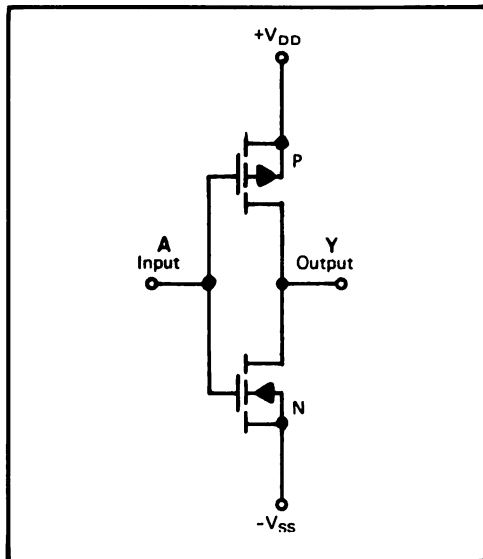 +VDD
P
A
Input
Y
Output
N
-VSS